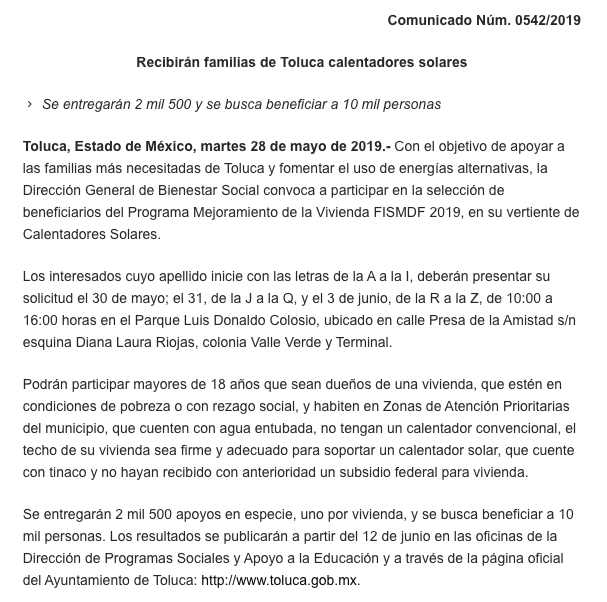 Comunicado Núm. 0542/2019
Recibirán familias de Toluca calentadores solares
› Se entregarán 2 mil 500 y se busca beneficiar a 10 mil personas
Toluca, Estado de México, martes 28 de mayo de 2019.- Con el objetivo de apoyar a
las familias más necesitadas de Toluca y fomentar el uso de energías alternativas, la
Dirección General de Bienestar Social convoca a participar en la selección de
beneficiarios del Programa Mejoramiento de la Vivienda FISMDF 2019, en su vertiente de
Calentadores Solares.
Los interesados cuyo apellido inicie con las letras de la A a la I, deberán presentar su
solicitud el 30 de mayo; el 31, de la J a la Q, y el 3 de junio, de la R a la Z, de 10:00 a
16:00 horas en el Parque Luis Donaldo Colosio, ubicado en calle Presa de la Amistad s/n
esquina Diana Laura Riojas, colonia Valle Verde y Terminal.
Podrán participar mayores de 18 años que sean dueños de una vivienda, que estén en
condiciones de pobreza o con rezago social, y habiten en Zonas de Atención Prioritarias
del municipio, que cuenten con agua entubada, no tengan un calentador convencional, el
techo de su vivienda sea firme y adecuado para soportar un calentador solar, que cuente
con tinaco y no hayan recibido con anterioridad un subsidio federal para vivienda.
Se entregarán 2 mil 500 apoyos en especie, uno por vivienda, y se busca beneficiar a 10
mil personas. Los resultados se publicarán a partir del 12 de junio en las oficinas de la
Dirección de Programas Sociales y Apoyo a la Educación y a través de la página oficial
del Ayuntamiento de Toluca: http://www.toluca.gob.mx.